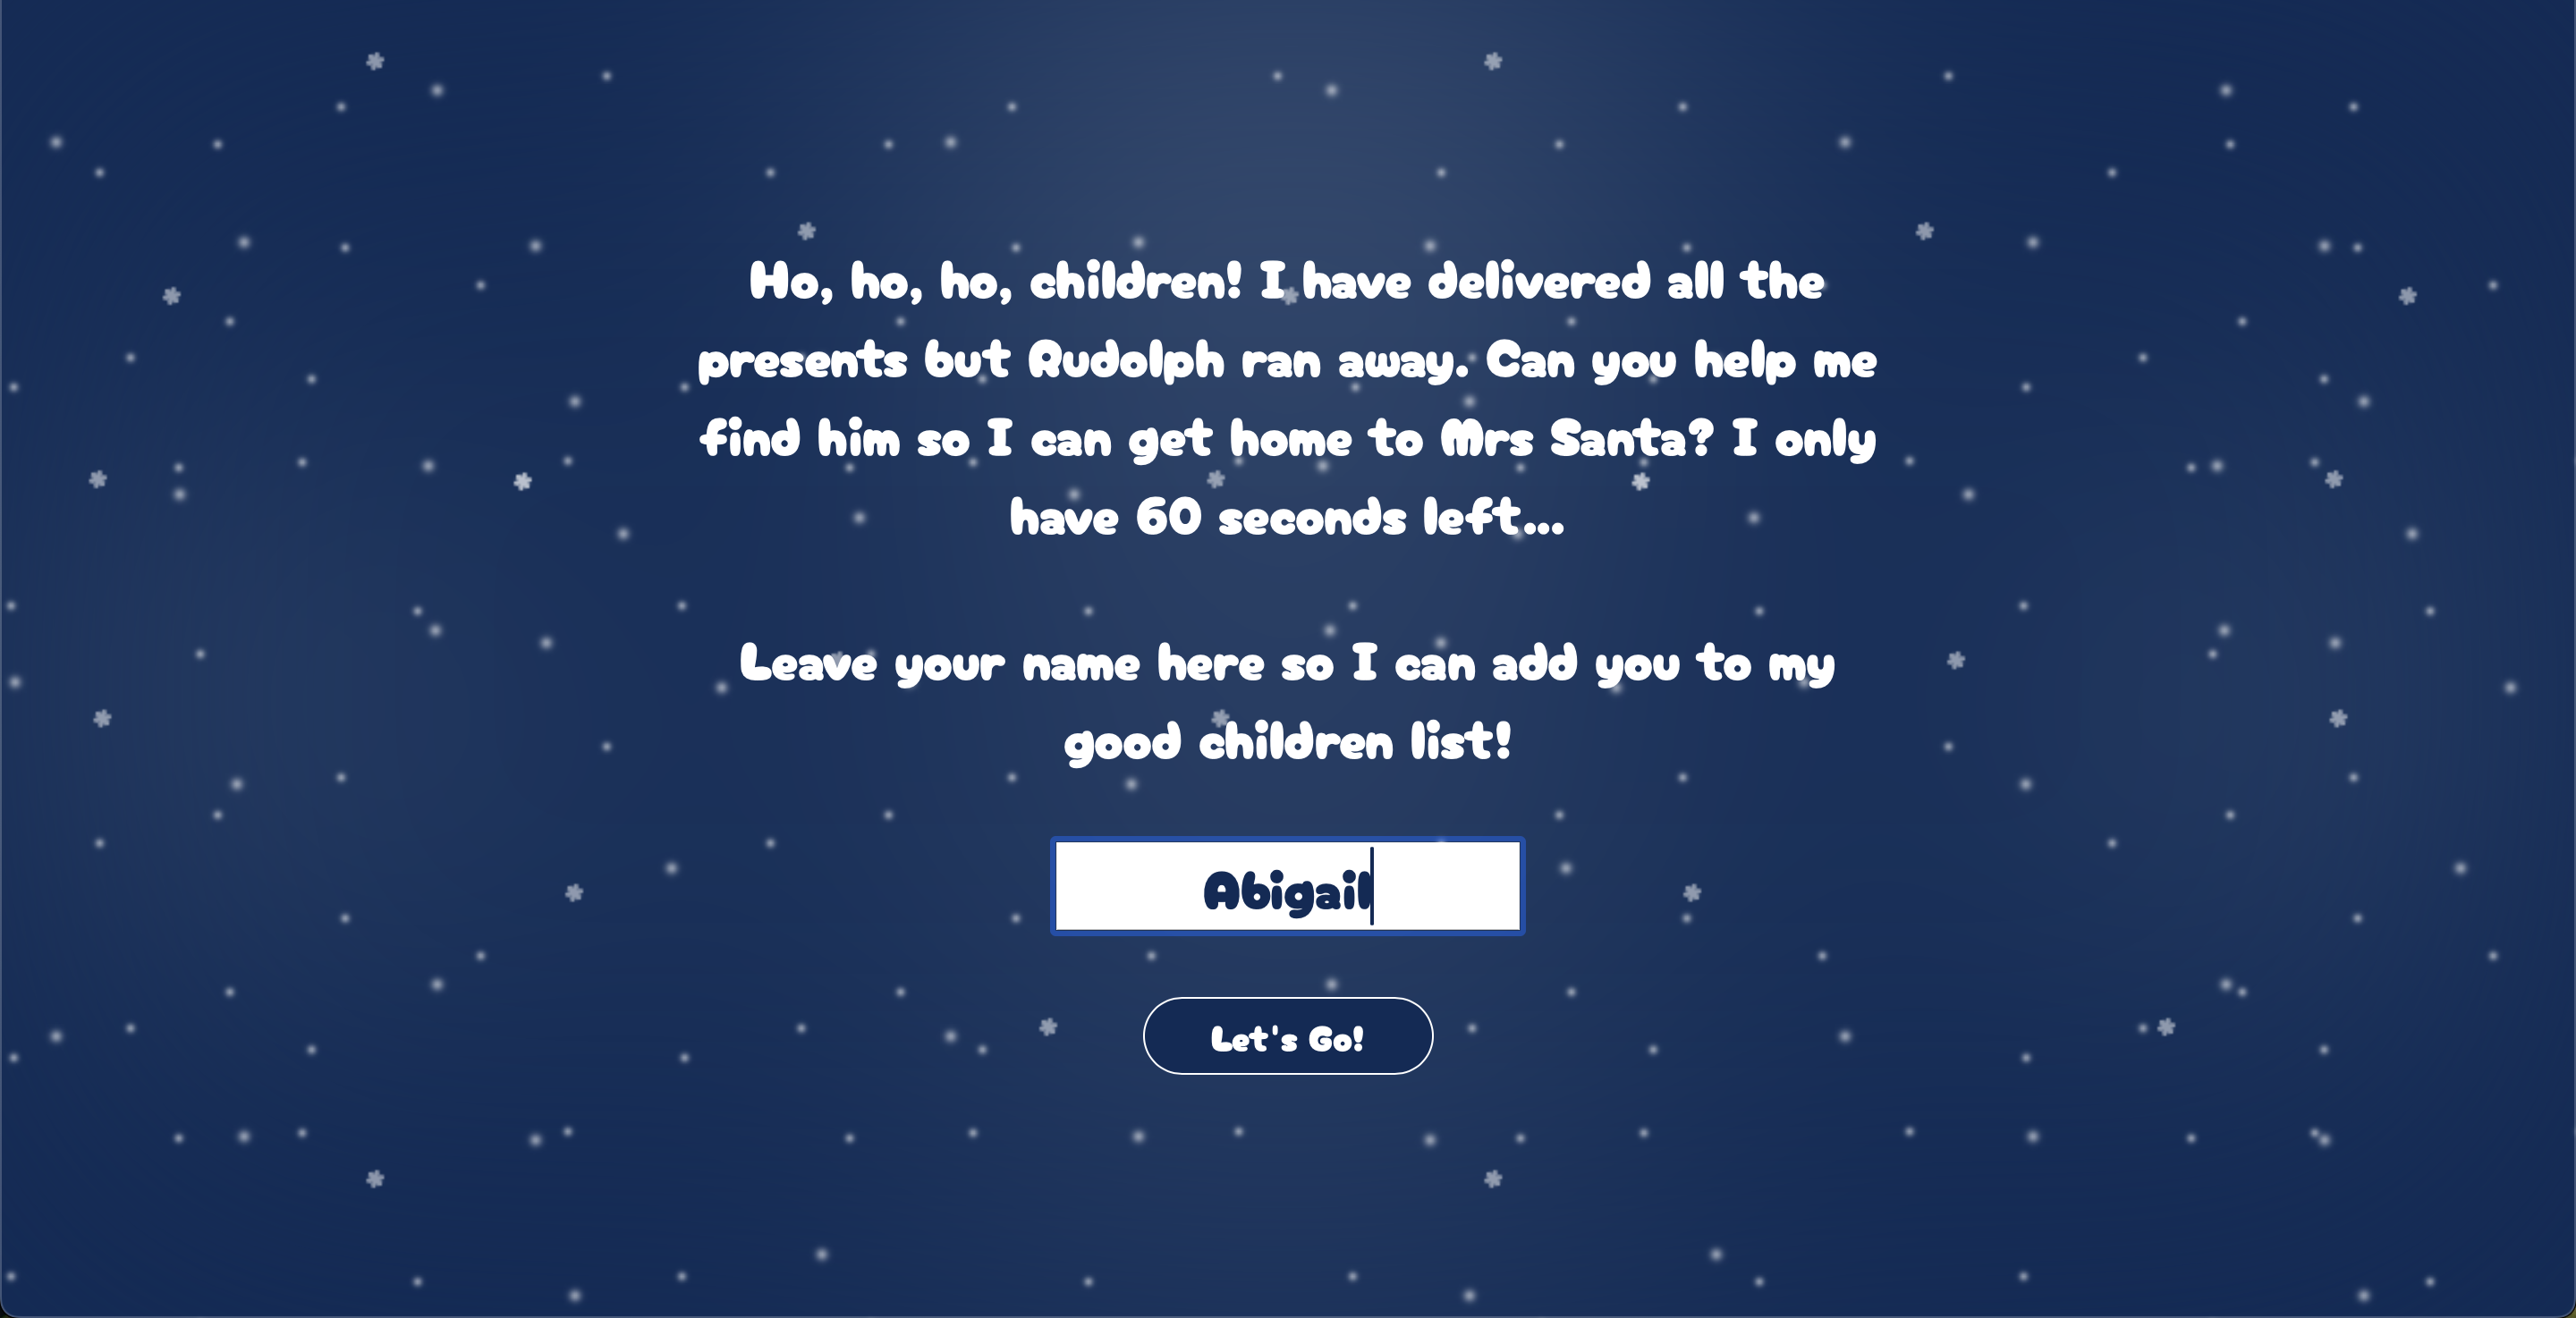 Ho, ho, ho, children! I have delivered all the
presents but Rudolph ran away. Can you help me
find him so I can get home to Mrs Santa? I only
have 60 seconds left...
Leave your name here so I can add you to my
good children list!
Abigail
Let's Go!